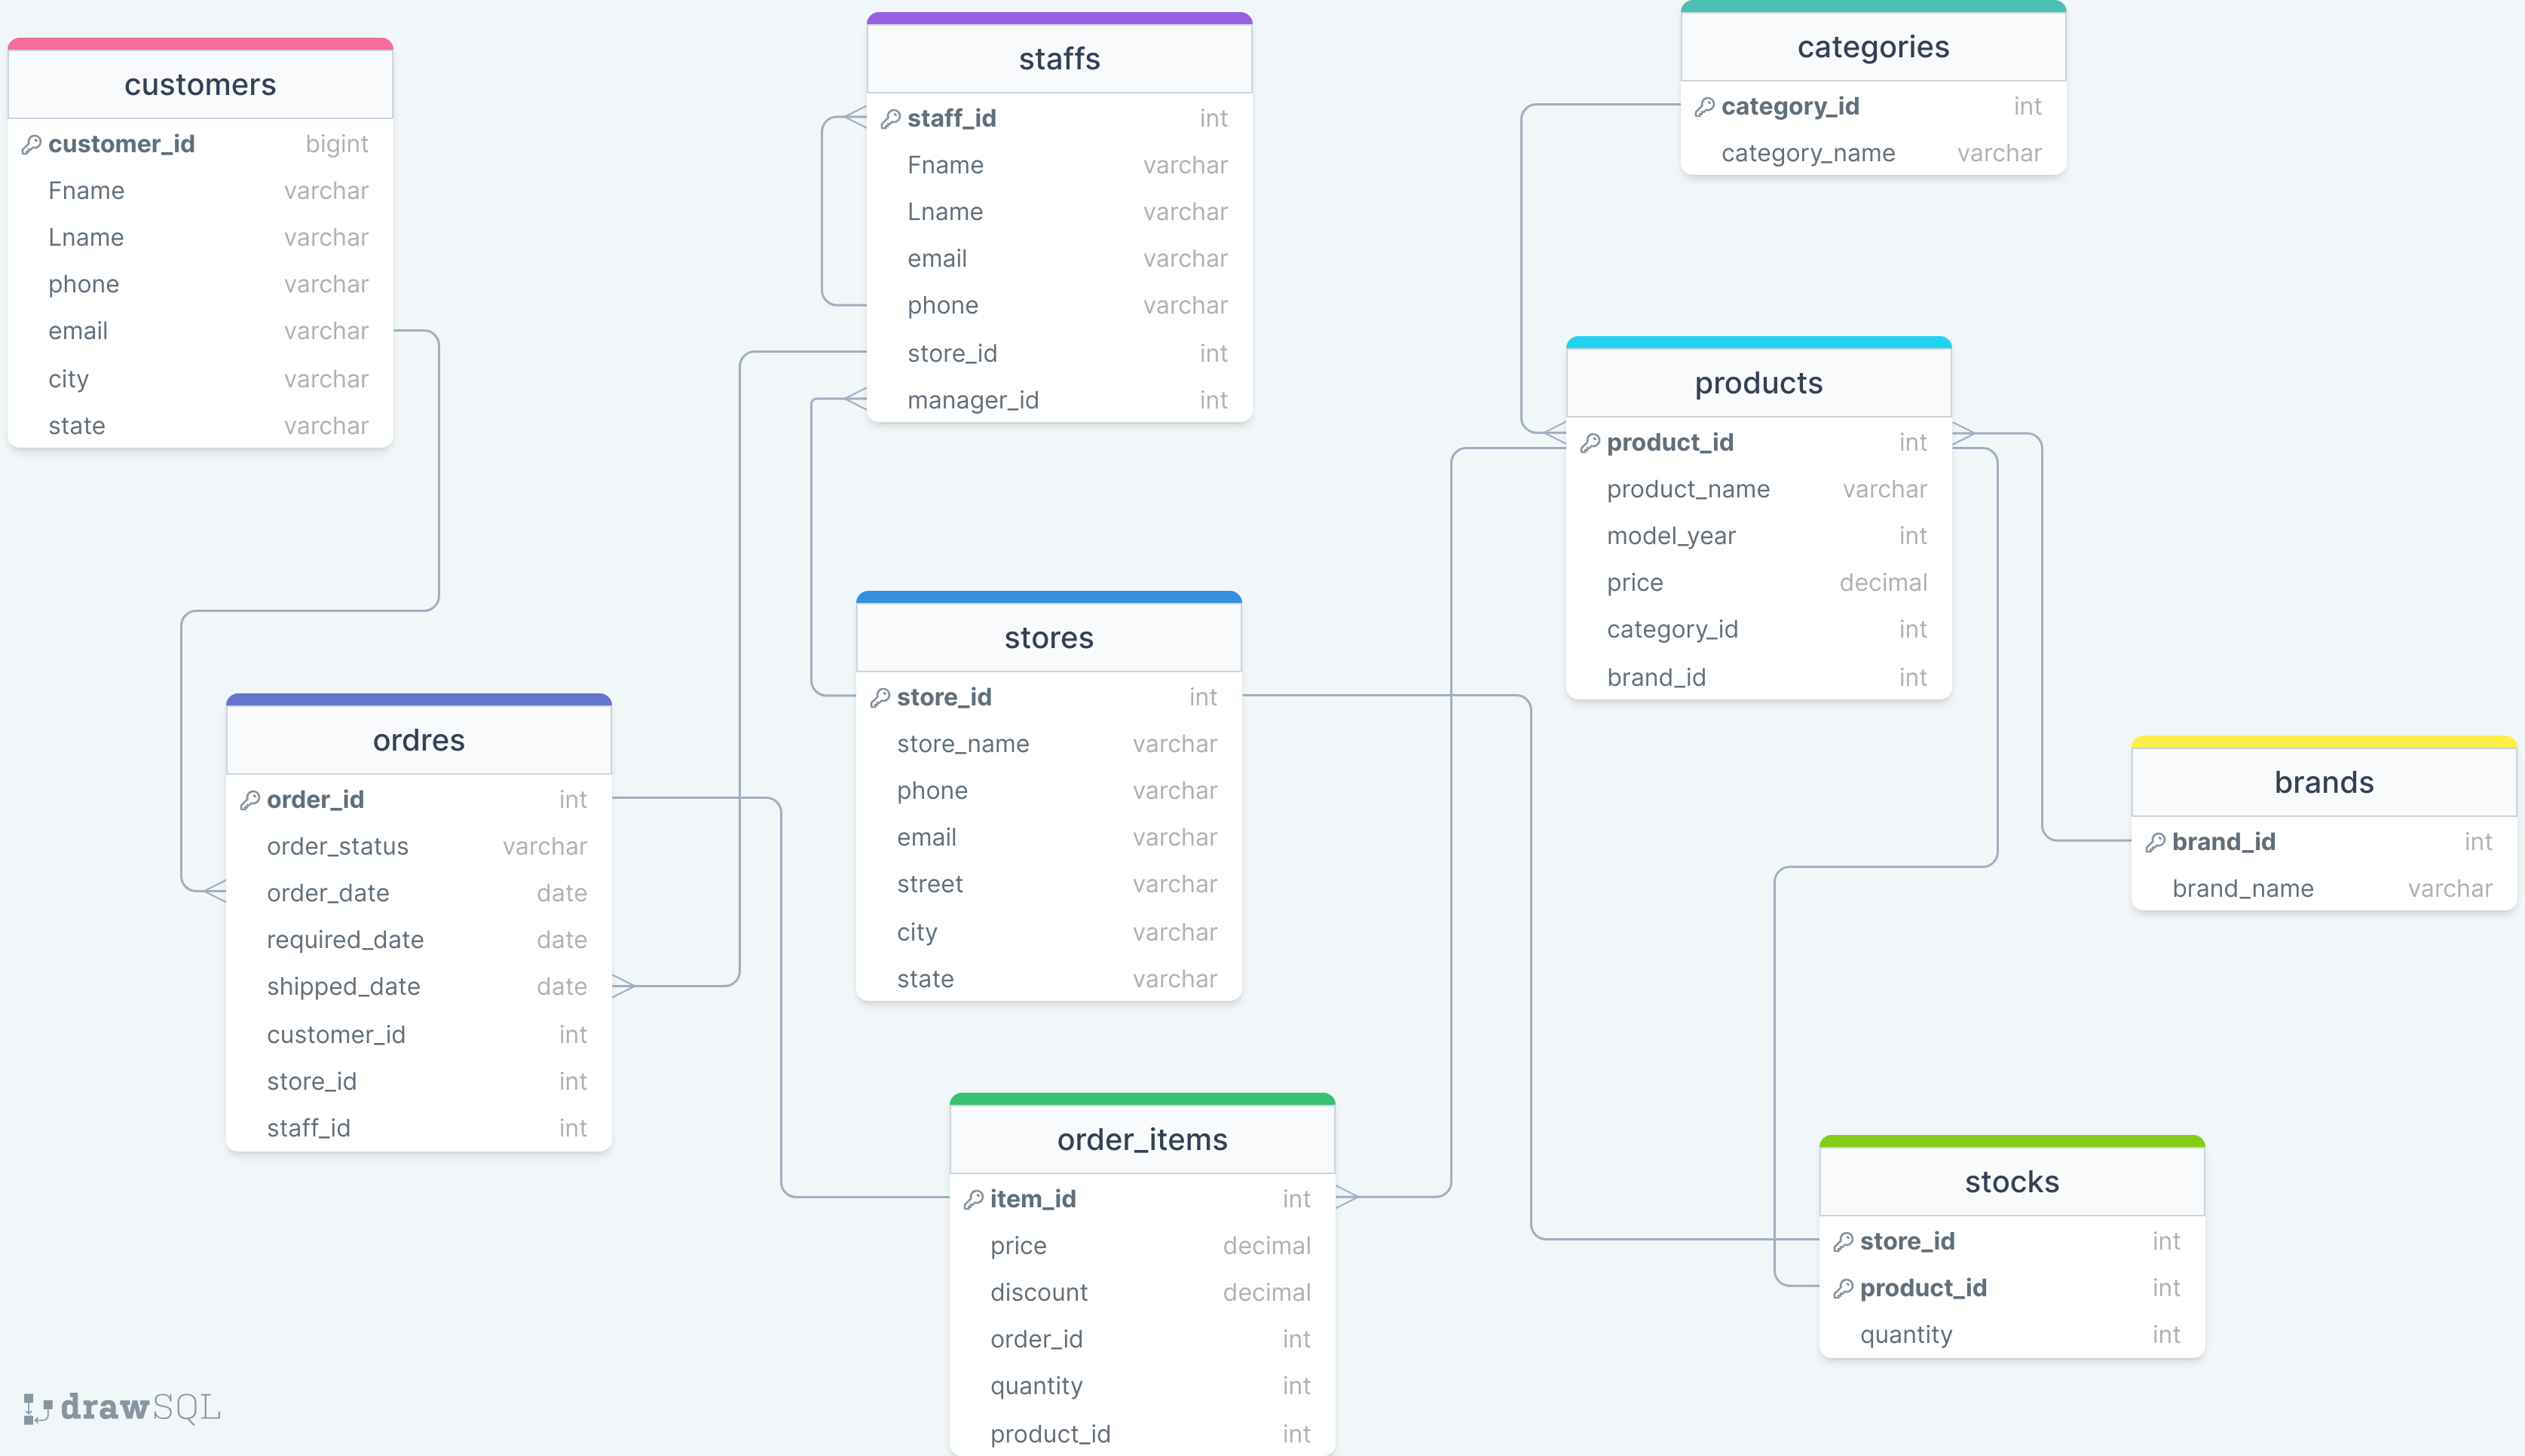 customers
customer_id bigint
Fname varchar
Lname varchar
phone varchar
email varchar
city varchar
state varchar
staffs
staff_id int
Fname varchar
Lname varchar
email varchar
phone varchar
store_id int
manager_id int
categories
category_id int
category_name varchar
products
product_id int
product_name varchar
model_year int
price decimal
category_id int
brand_id int
stores
store_id int
store_name varchar
phone varchar
email varchar
street varchar
city varchar
state varchar
ordres
order_id int
order_status varchar
order_date date
required_date date
shipped_date date
customer_id int
store_id int
staff_id int
brands
brand_id int
brand_name varchar
order_items
item_id int
price decimal
discount decimal
order_id int
quantity int
product_id int
stocks
store_id int
product_id int
quantity int
drawSQL